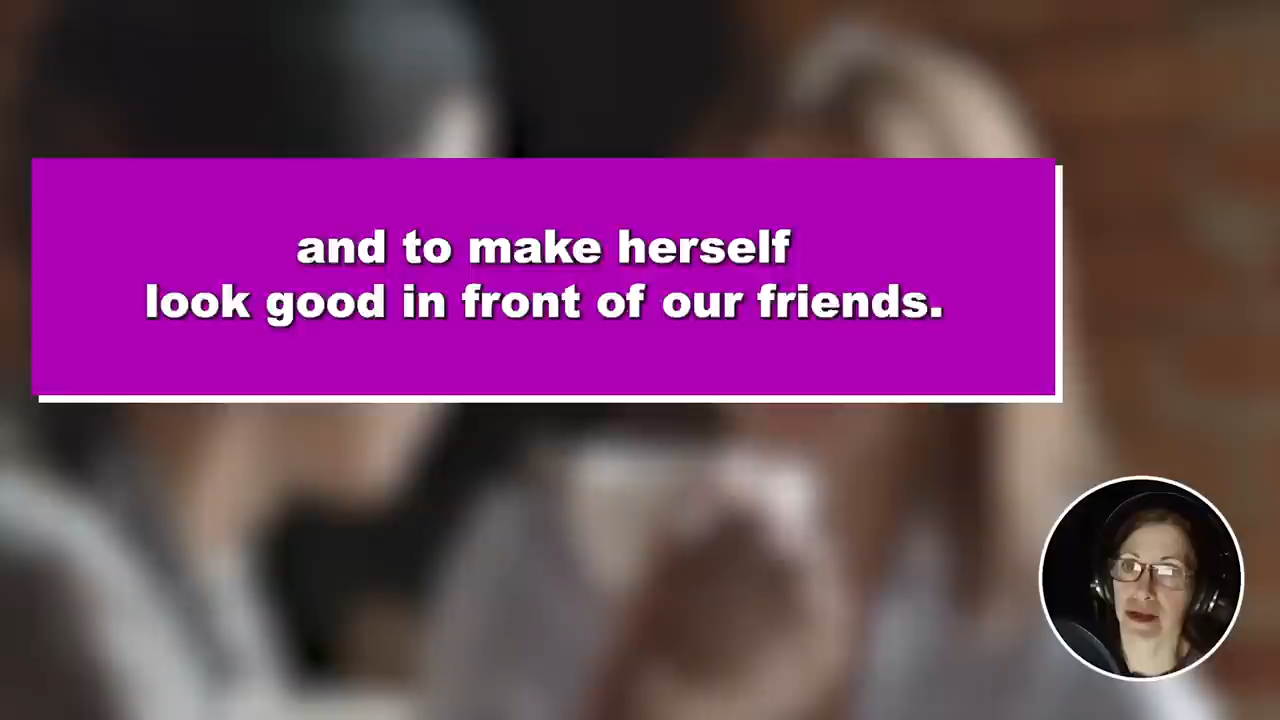 and to make herself
look good in front of our friends.